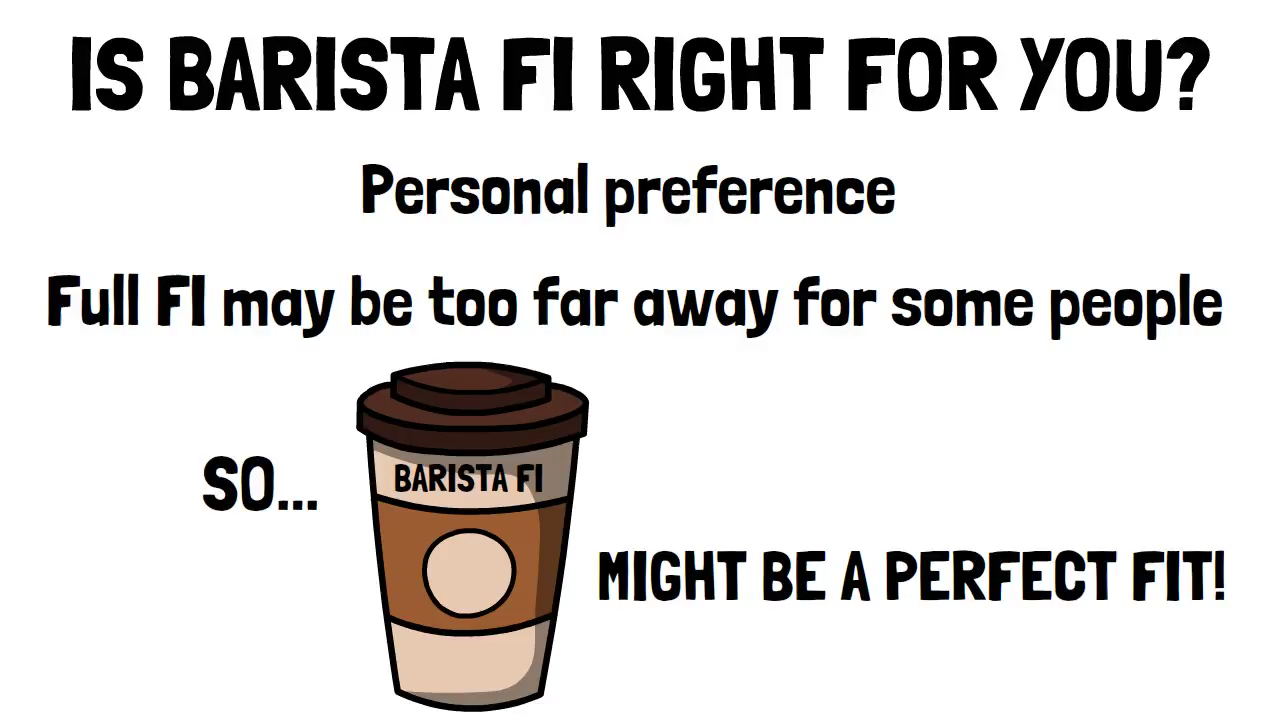 IS BARISTA FI RIGHT FOR YOU?
Personal preference
Full FI may be too far away for some people
SO...
BARISTA FI
MIGHT BE A PERFECT FIT!